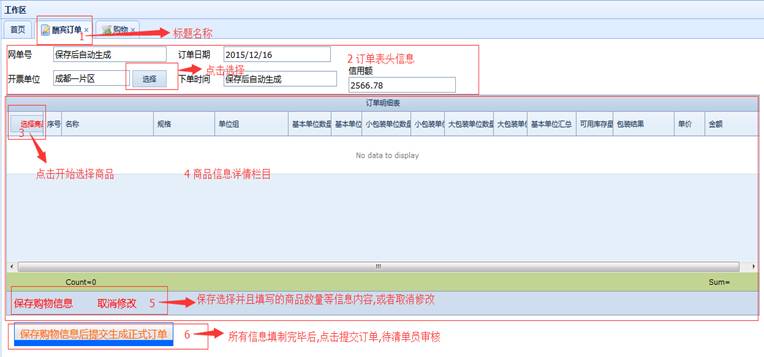 工作区
首页 酬宾订单 × 购物 ×
1 标题名称
网单号 保存后自动生成 订单日期 2015/12/16 2 订单表头信息
开票单位 成都一片区 选择 点击选择 下单时间 保存后自动生成 信用额 2566.78
订单明细表
选择商品 序号 名称 规格 单位组 基本单位数量 基本单位 小包装单位数量 小包装单 大包装单位数量 大包装单位 基本单位汇总 可用库存量 包装结果 单价 金额
3
No data to display
点击开始选择商品 4 商品信息详情栏目
Count=0 Sum=
保存购物信息 取消修改 5 保存选择并且填写的商品数量等信息内容,或者取消修改
保存购物信息后提交生成正式订单 6 所有信息填制完毕后,点击提交订单,待清单员审核